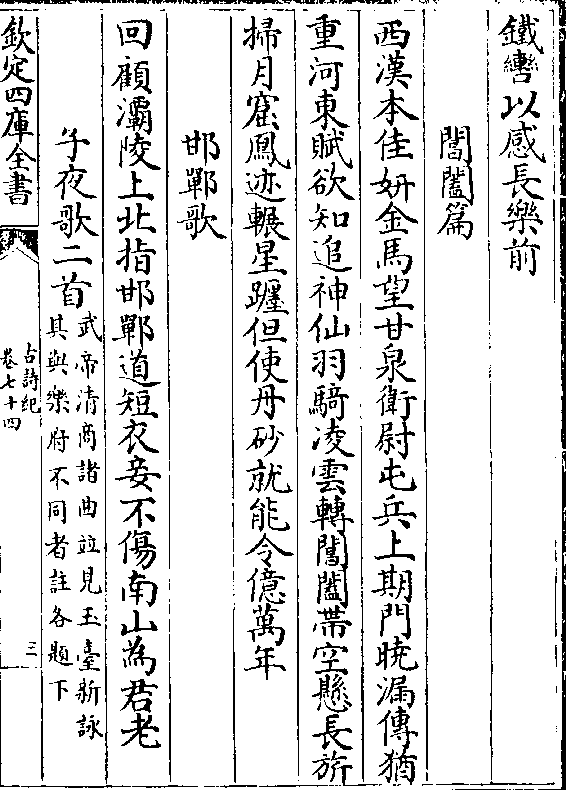 鐵轡以感長樂前
閶闔篇
西漢本佳妍金馬望甘泉衛尉屯兵上期門曉漏傳猶
重河東賦欲知追神仙羽騎凌雲轉閶闔帶空懸長旂
掃月窟鳳迹輾星躔但使丹砂就能令億萬年
邯鄲歌
回顧灞陵上北指邯鄲道短衣妾不傷南山為君老
子夜歌二首武帝清商諸曲竝見玉臺新詠
其與樂府不同者註各題下
欽定四庫全書
古詩紀
卷七十四
三